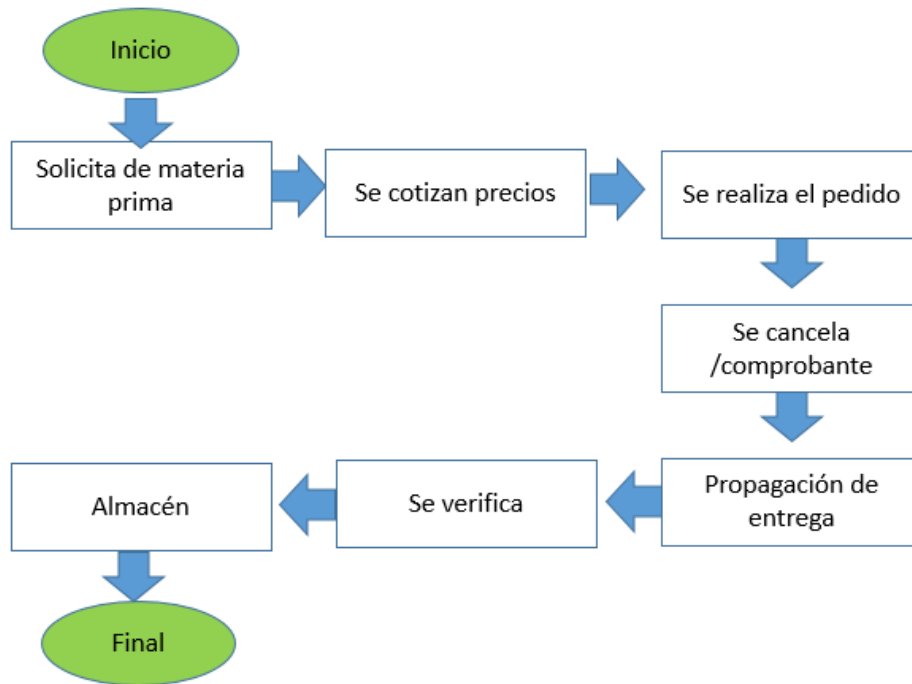 Inicio
Solicita de materia
prima
Se cotizan precios
Se realiza el pedido
Se cancela
/comprobante
Propagación de
entrega
Se verifica
Almacén
Final